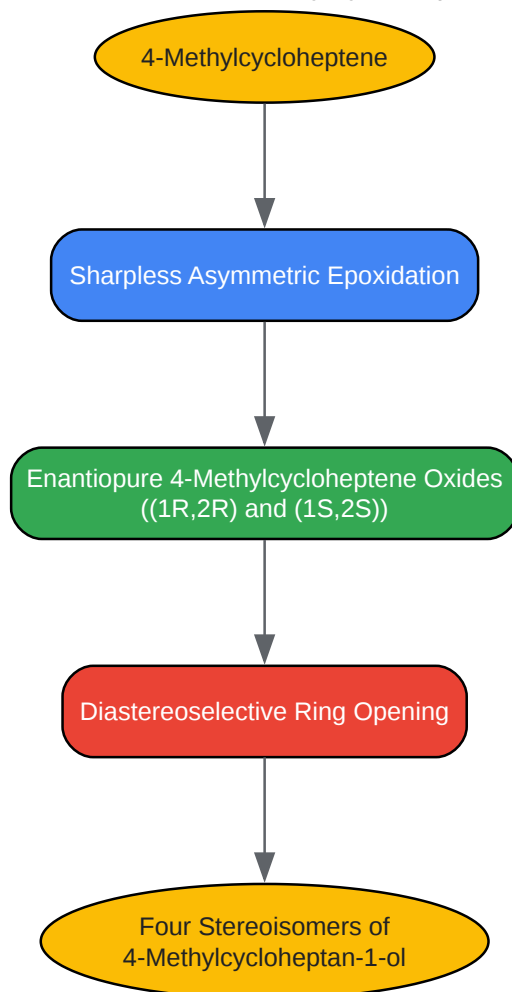 4-Methylcycloheptene
Sharpless Asymmetric Epoxidation
Enantiopure 4-Methylcycloheptene Oxides
((1R,2R) and (1S,2S))
Diastereoselective Ring Opening
Four Stereoisomers of
4-Methylcycloheptan-1-ol